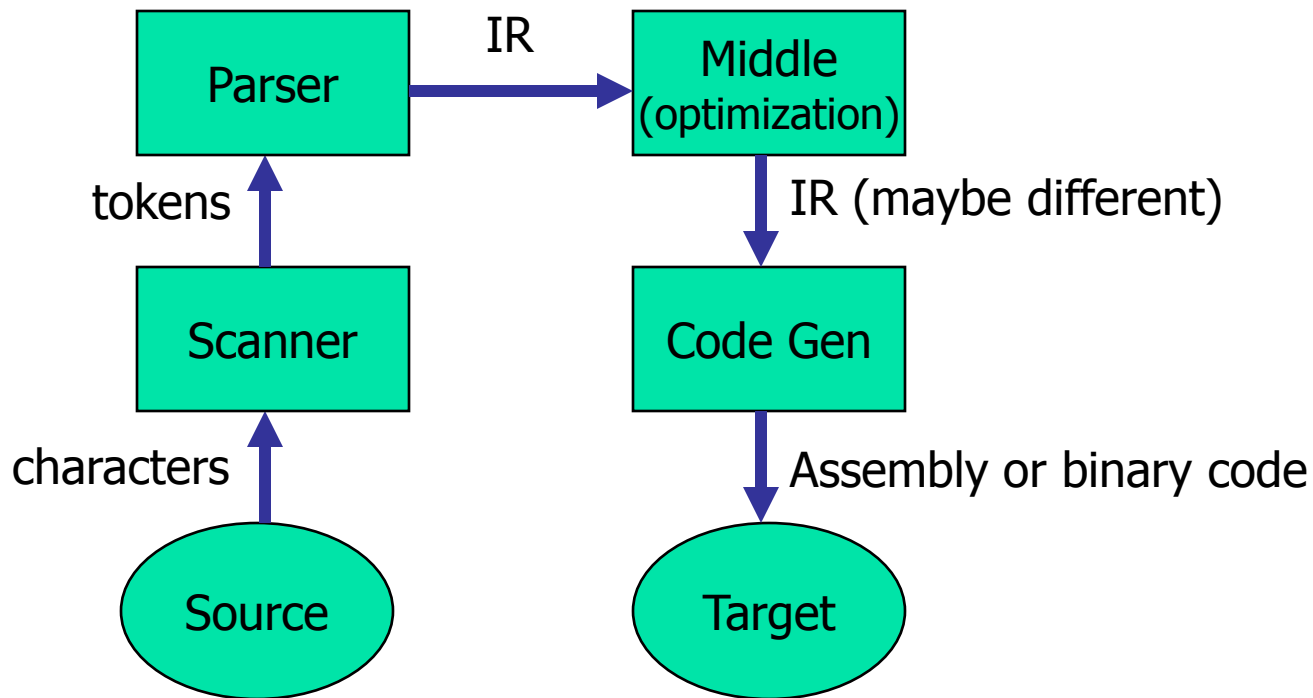 IR
Parser
Middle
(optimization)
tokens
IR (maybe different)
Scanner
Code Gen
characters
Assembly or binary code
Source
Target